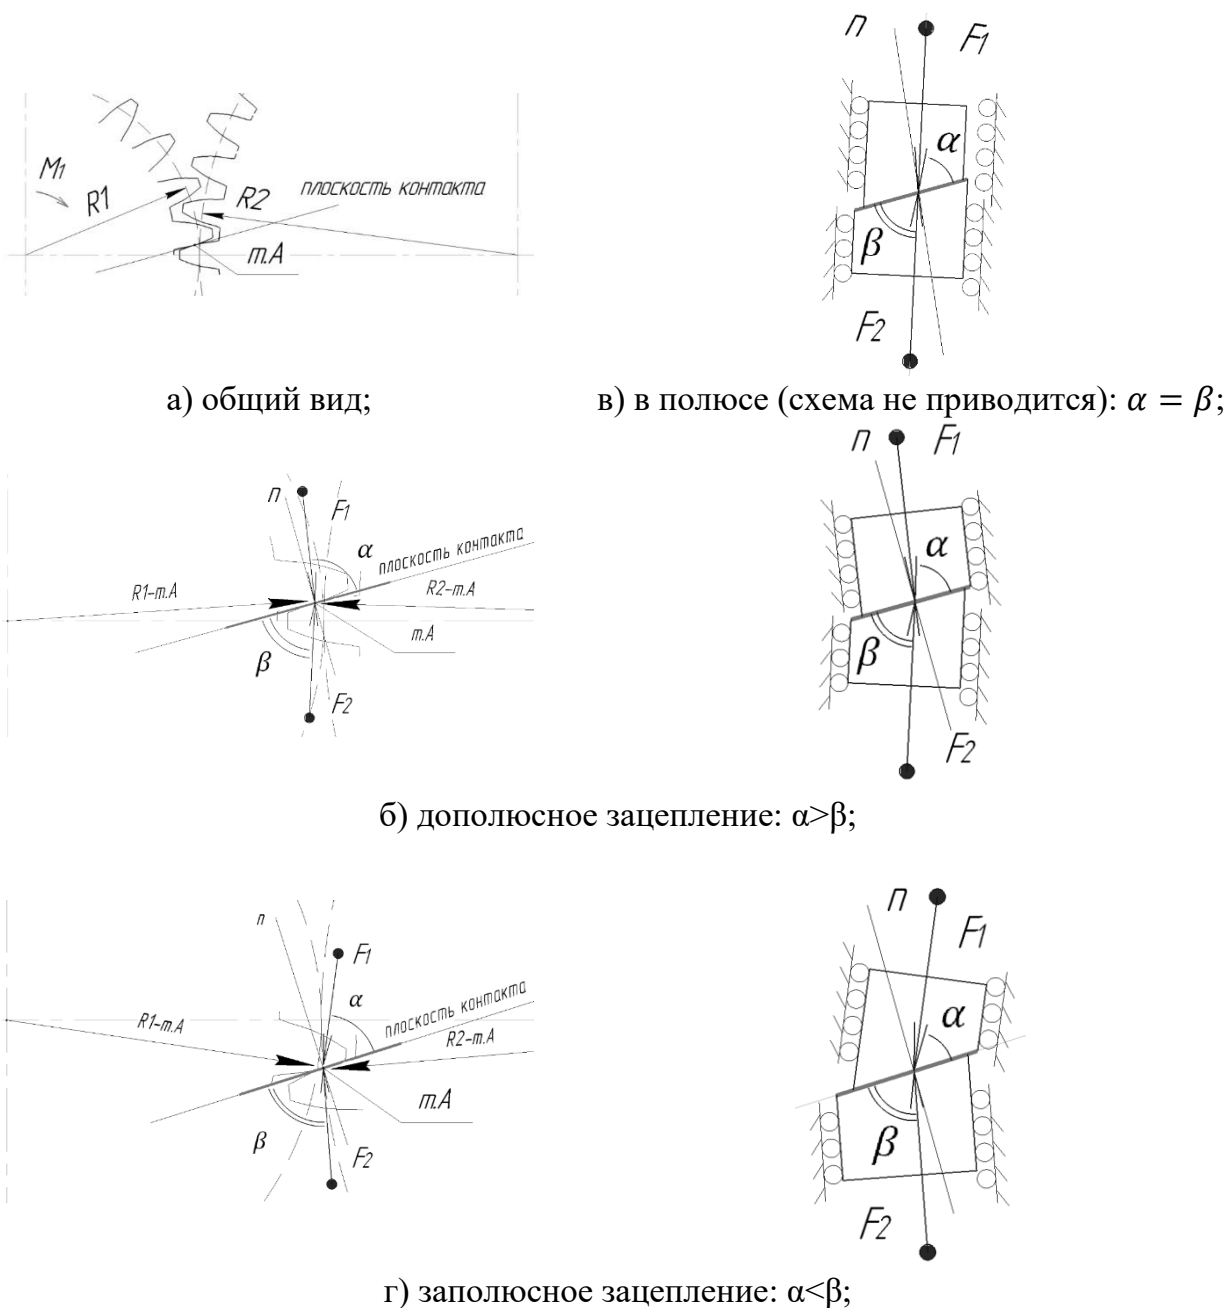 n
F1
α
β
F2
M1
R1
R2
плоскость контакта
т.А
а) общий вид;
в) в полюсе (схема не приводится): α = β;
n
F1
α
плоскость контакта
R1-т.А
R2-т.А
т.А
β
F2
n
F1
α
β
F2
б) дополюсное зацепление: α>β;
n
F1
α
плоскость контакта
R1-т.А
R2-т.А
т.А
β
F2
n
F1
α
β
F2
г) заполюсное зацепление: α<β;